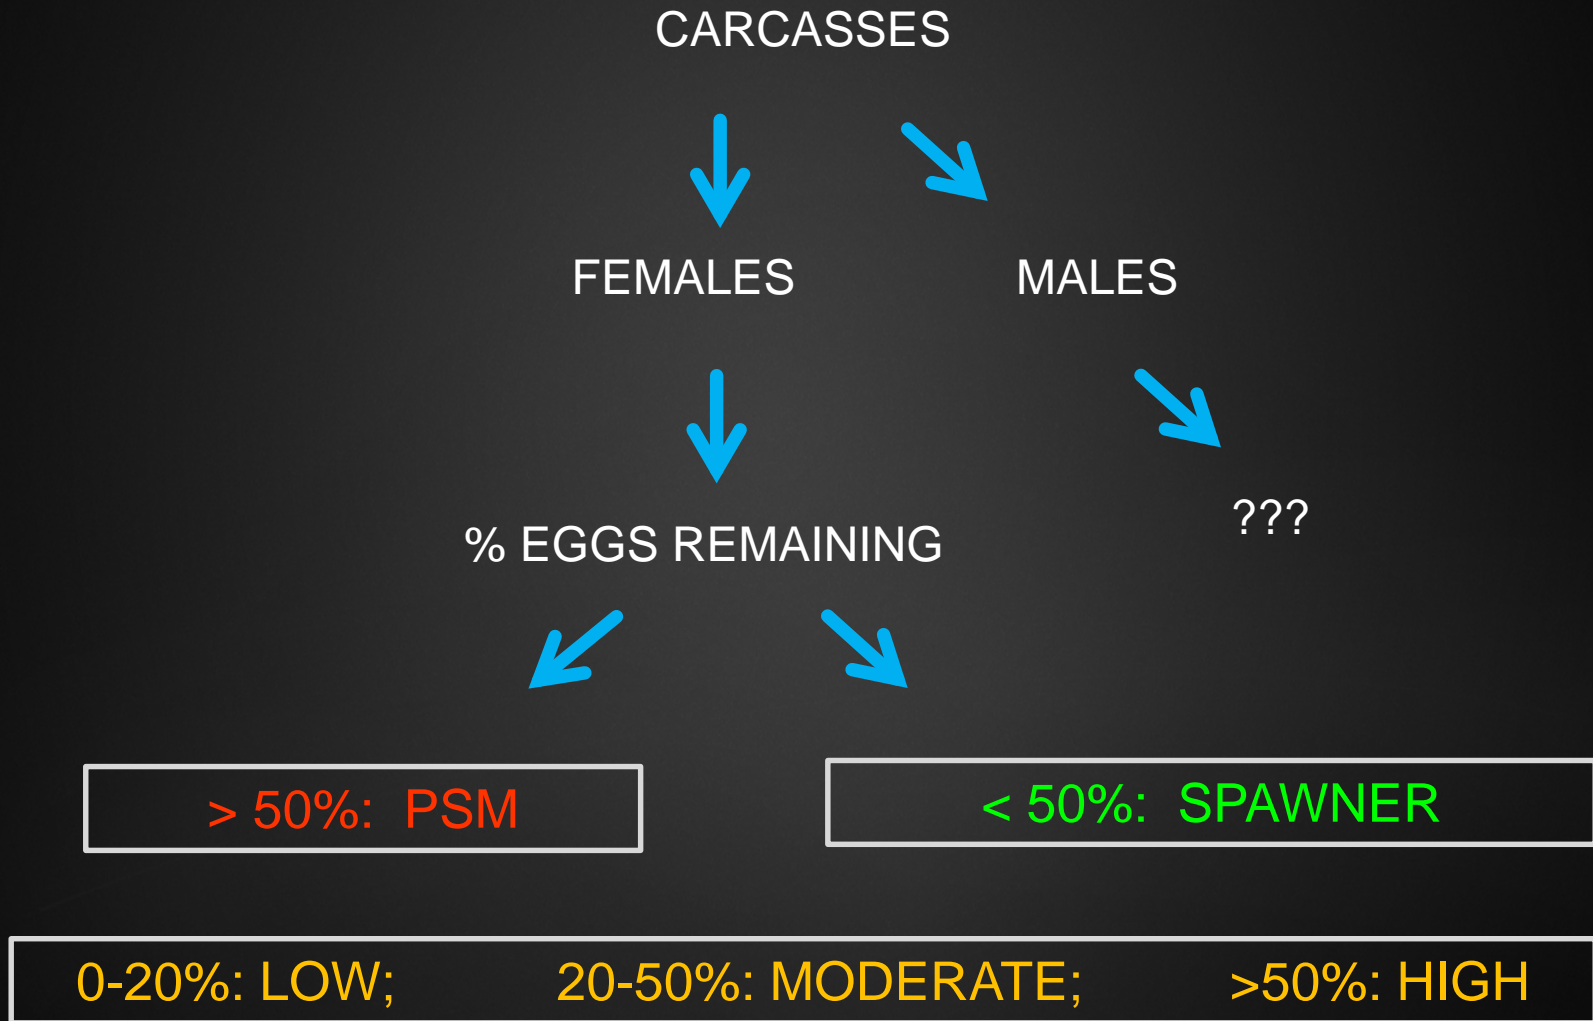 CARCASSES
FEMALES MALES
% EGGS REMAINING
???
> 50%: PSM
< 50%: SPAWNER
0-20%: LOW; 20-50%: MODERATE; >50%: HIGH